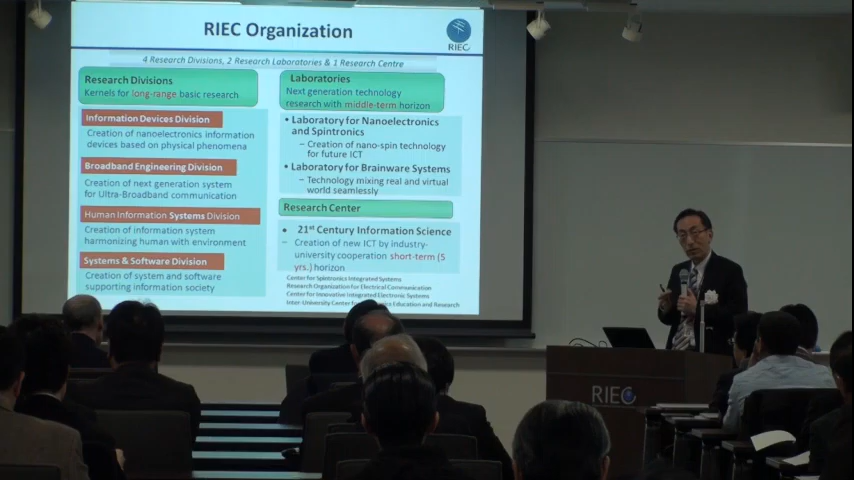 RIEC Organization
RIEC
4 Research Divisions, 2 Research Laboratories & 1 Research Centre
Research Divisions
Kernels for long-range basic research
Information Devices Division
Creation of nanoelectronics information
devices based on physical phenomena
Broadband Engineering Division
Creation of next generation system
for Ultra-Broadband communication
Human Information Systems Division
Creation of information system
harmonizing human with environment
Systems & Software Division
Creation of system and software
supporting information society
Laboratories
Next generation technology
research with middle-term horizon
• Laboratory for Nanoelectronics
and Spintronics
– Creation of nano-spin technology
for future ICT
• Laboratory for Brainware Systems
– Technology mixing real and virtual
world seamlessly
Research Center
• 21st Century Information Science
– Creation of new ICT by industry-
university cooperation short-term (5
yrs.) horizon
Center for Spintronics Integrated Systems
Research Organization for Electrical Communication
Center for Innovative Integrated Electronic Systems
Inter-University Center for Education and Research
RIEC